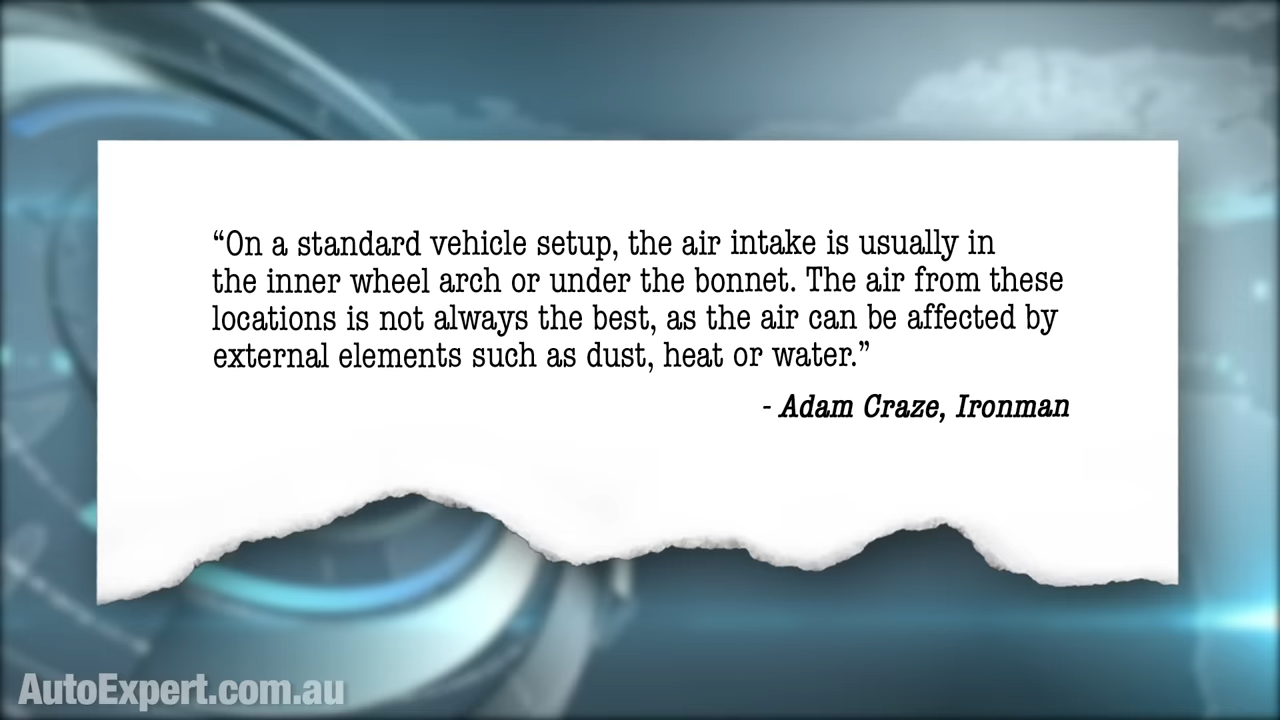 “On a standard vehicle setup, the air intake is usually in
the inner wheel arch or under the bonnet. The air from these
locations is not always the best, as the air can be affected by
external elements such as dust, heat or water.”
- Adam Craze, Ironman
AutoExpert.com.au